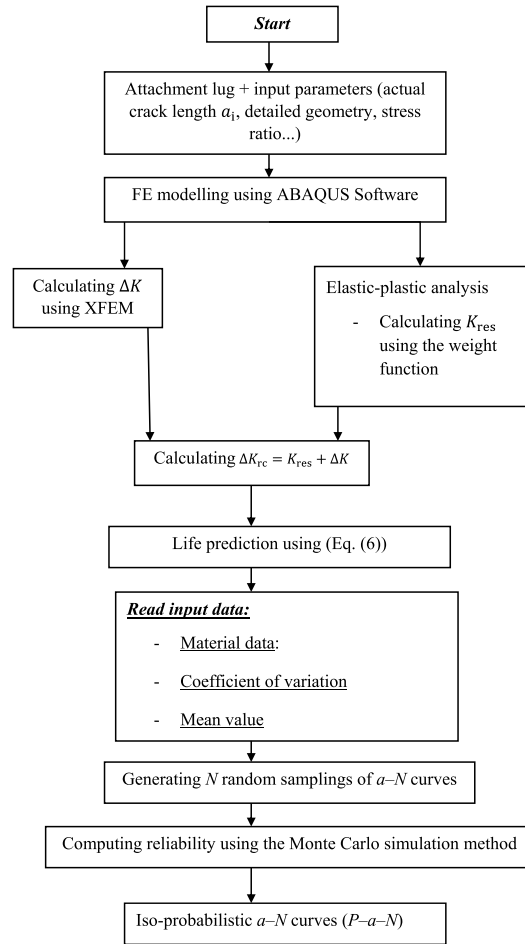 Start
Attachment lug + input parameters (actual
crack length aᵢ, detailed geometry, stress
ratio...)
FE modelling using ABAQUS Software
Calculating ΔK
using XFEM
Elastic-plastic analysis
- Calculating K_res
using the weight
function
Calculating ΔK_rc = K_res + ΔK
Life prediction using (Eq. (6))
Read input data:
- Material data:
- Coefficient of variation
- Mean value
Generating N random samplings of a–N curves
Computing reliability using the Monte Carlo simulation method
Iso-probabilistic a–N curves (P–a–N)